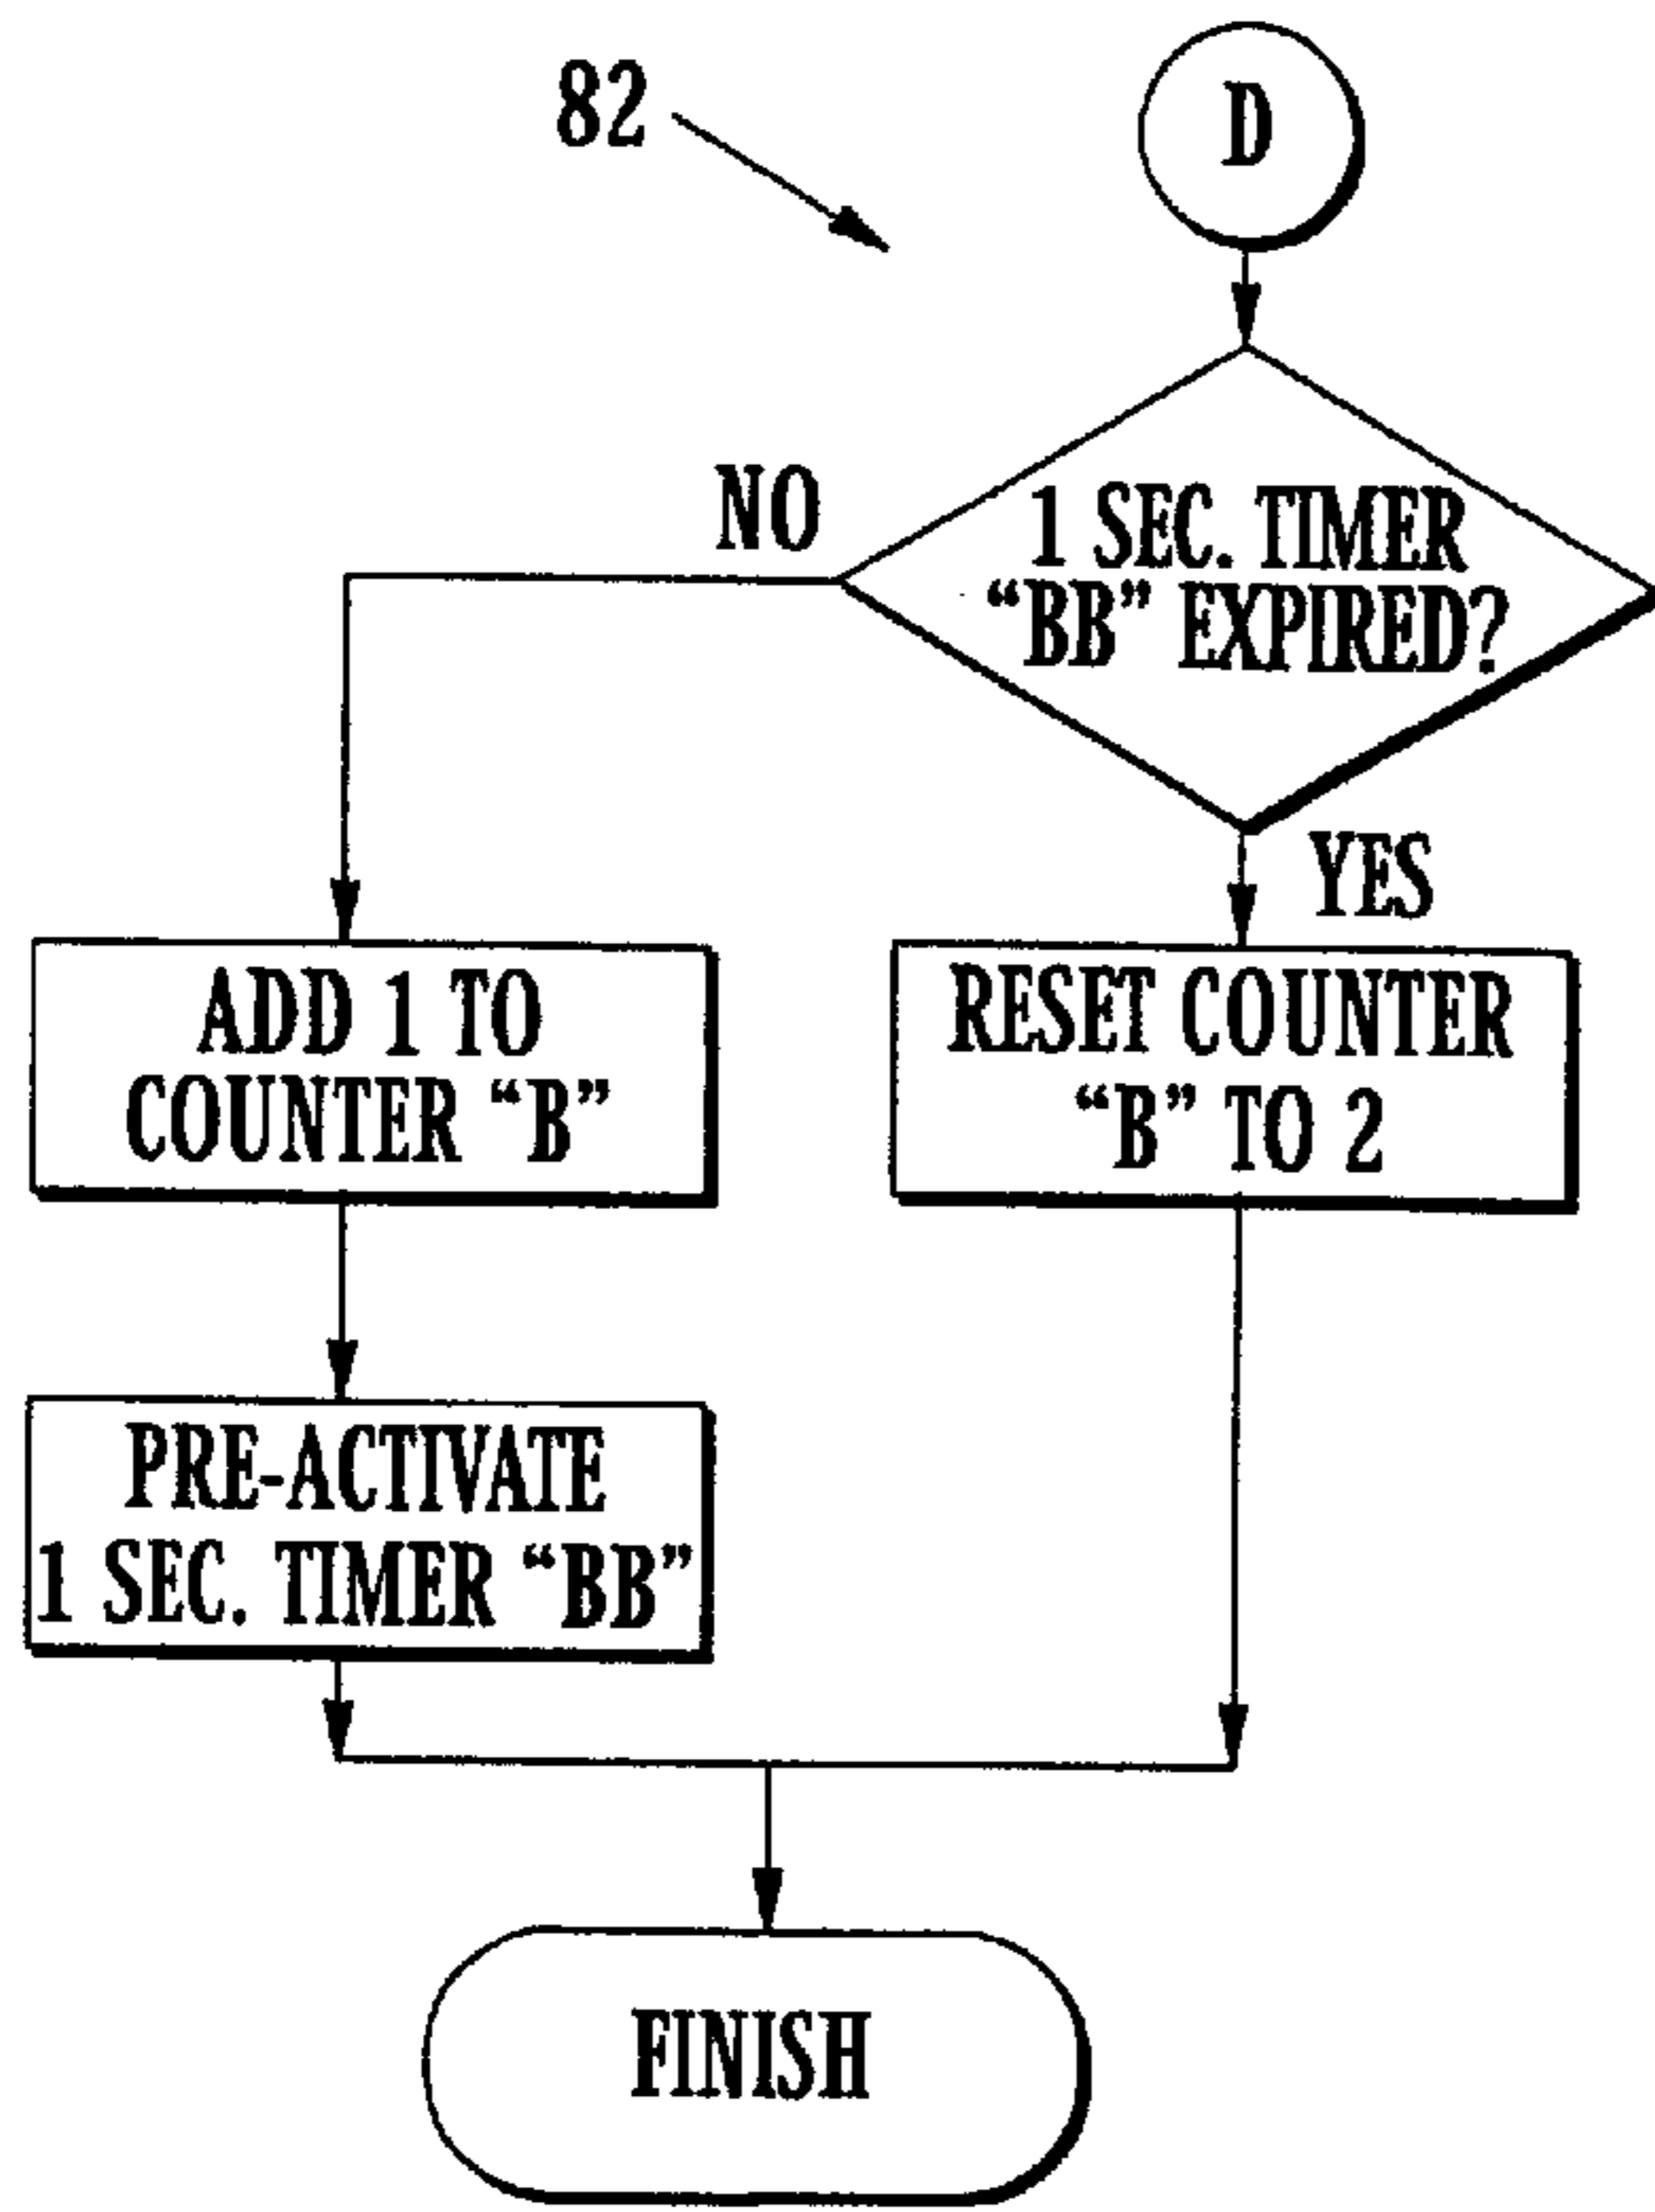 82
D
1 SEC. TIMER
“BB” EXPIRED?
NO
YES
ADD 1 TO
COUNTER “B”
RESET COUNTER
“B” TO 2
PRE-ACTIVATE
1 SEC. TIMER “BB”
FINISH